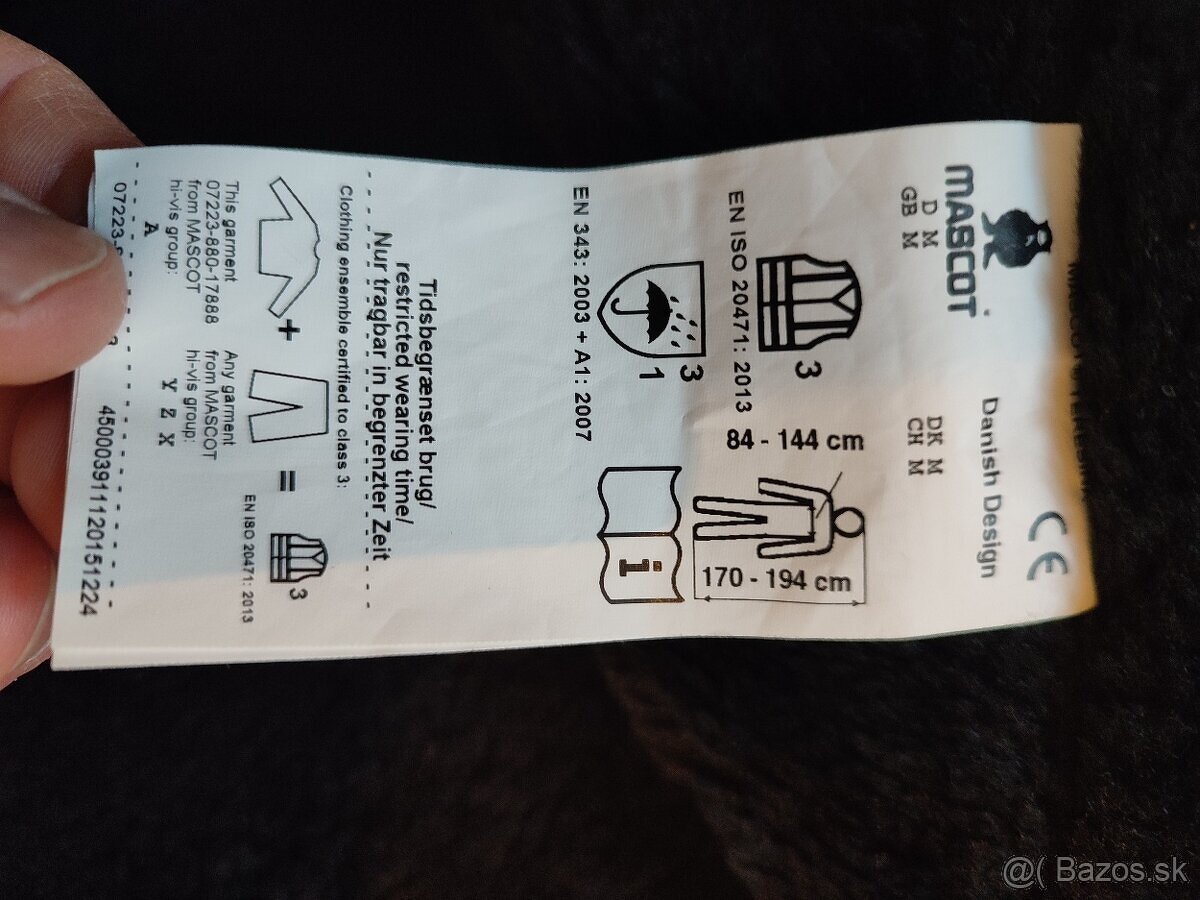 CE
MASCOT
Danish Design
D M
DK M
GB M
CH M
3
EN ISO 20471: 2013
84 - 144 cm
170 - 194 cm
3
1
EN 343: 2003 + A1: 2007
i
Tidsbegrænset brug/
restricted wearing time/
Nur tragbar in begrenzter Zeit
Clothing ensemble certified to class 3:
+
=
3
EN ISO 20471: 2013
This garment
07223-880-17888
from MASCOT
hi-vis group:
A
Any garment
from MASCOT
hi-vis group:
Y Z X
07223-
450003911120151224
@( Bazos.sk